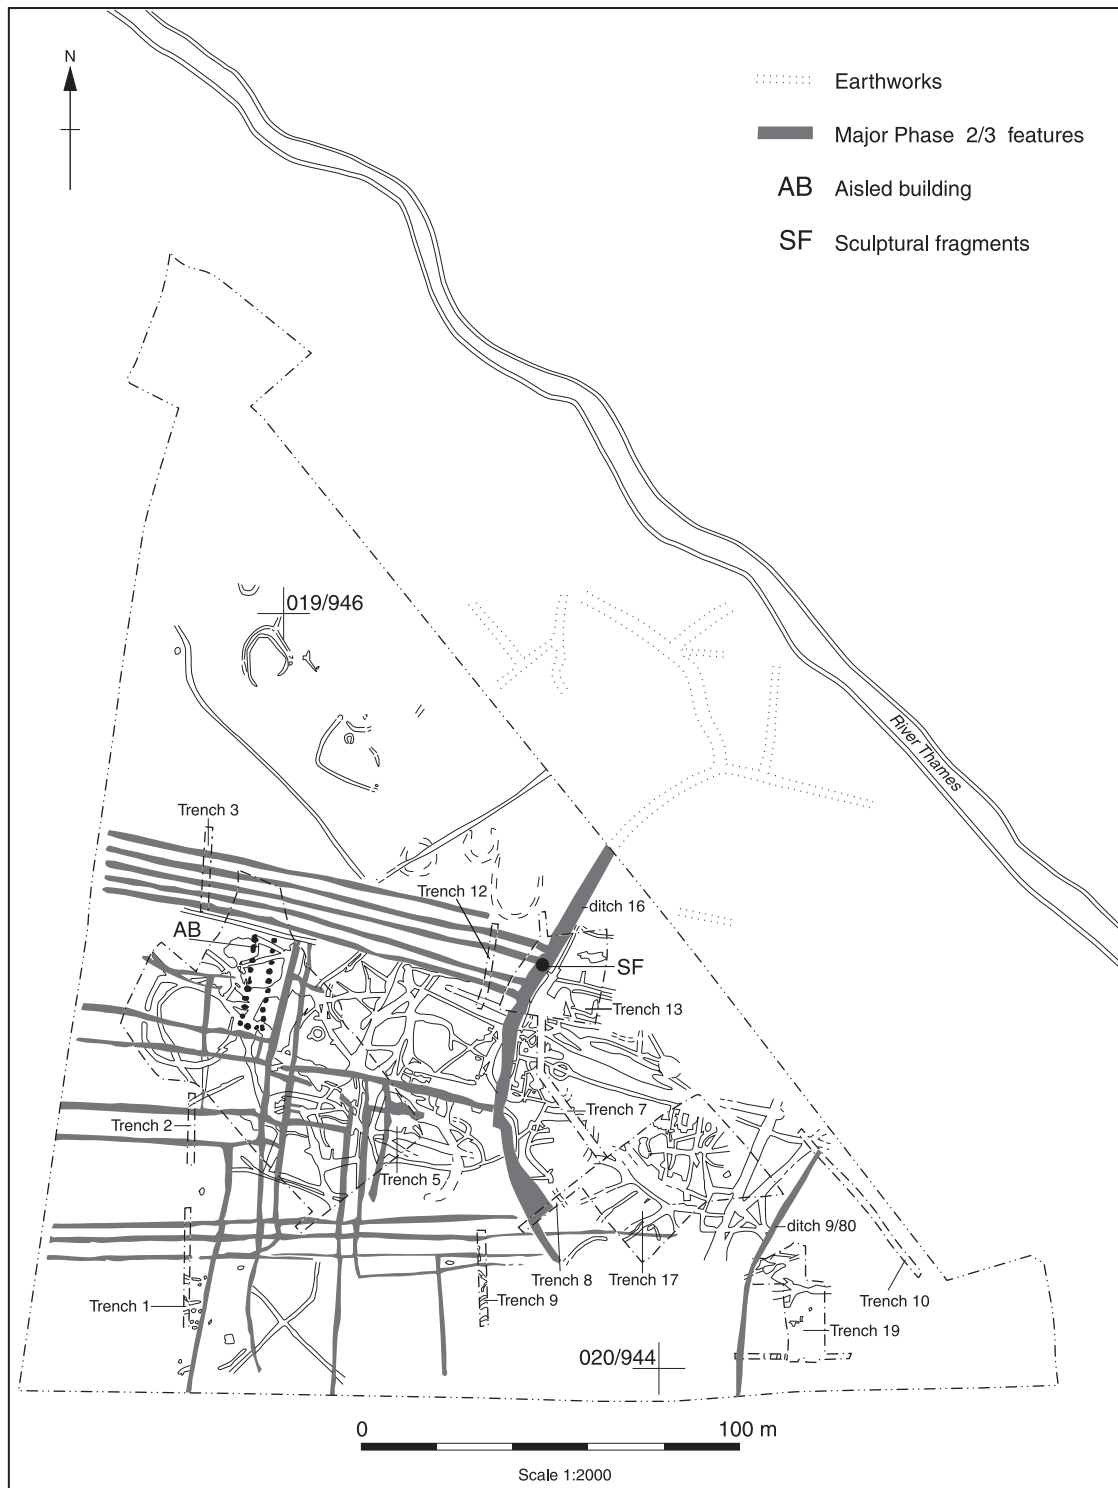 N
Earthworks
Major Phase 2/3 features
AB Aisled building
SF Sculptural fragments
019/946
River Thames
Trench 3
Trench 12
ditch 16
AB
SF
Trench 13
Trench 7
Trench 2
Trench 5
ditch 9/80
Trench 8
Trench 17
Trench 10
Trench 1
Trench 9
Trench 19
020/944
0
100 m
Scale 1:2000